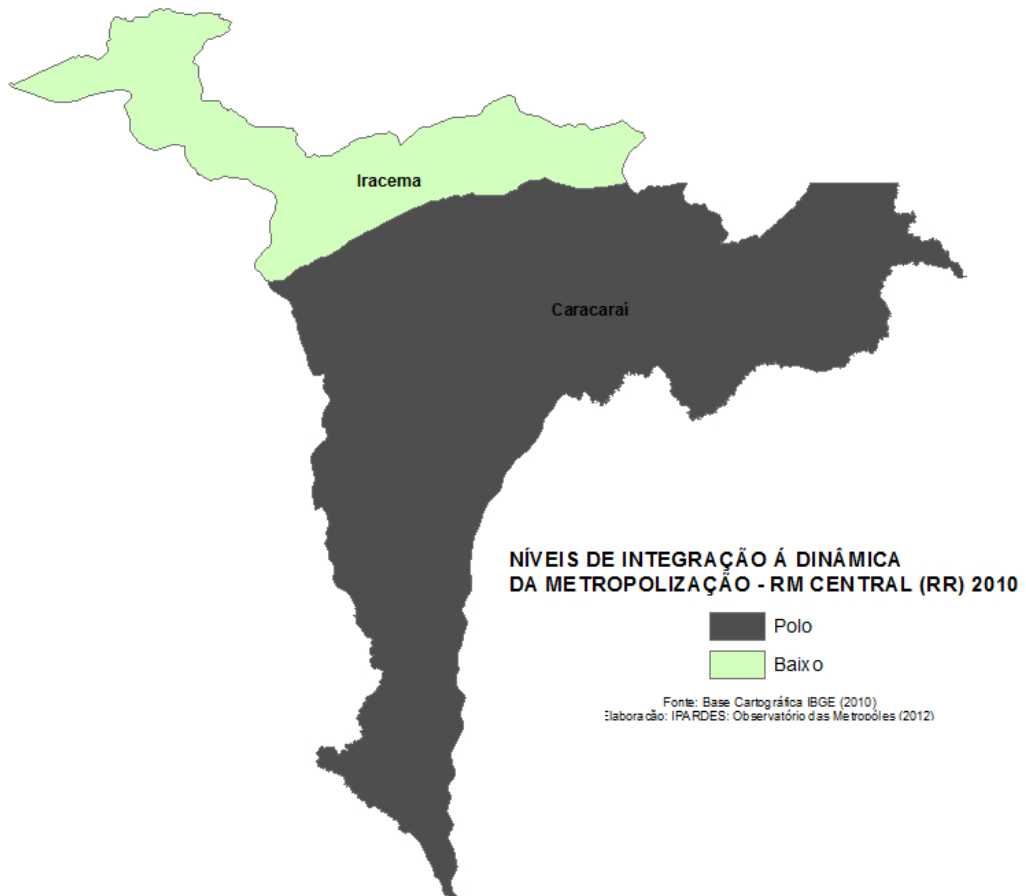 Iracema
Caracaraí
NÍVEIS DE INTEGRAÇÃO Á DINÂMICA
DA METROPOLIZAÇÃO - RM CENTRAL (RR) 2010
Polo
Baixo
Fonte: Base Cartográfica IBGE (2010)
Elaboração: IPARDES: Observatório das Metropóles (2012)